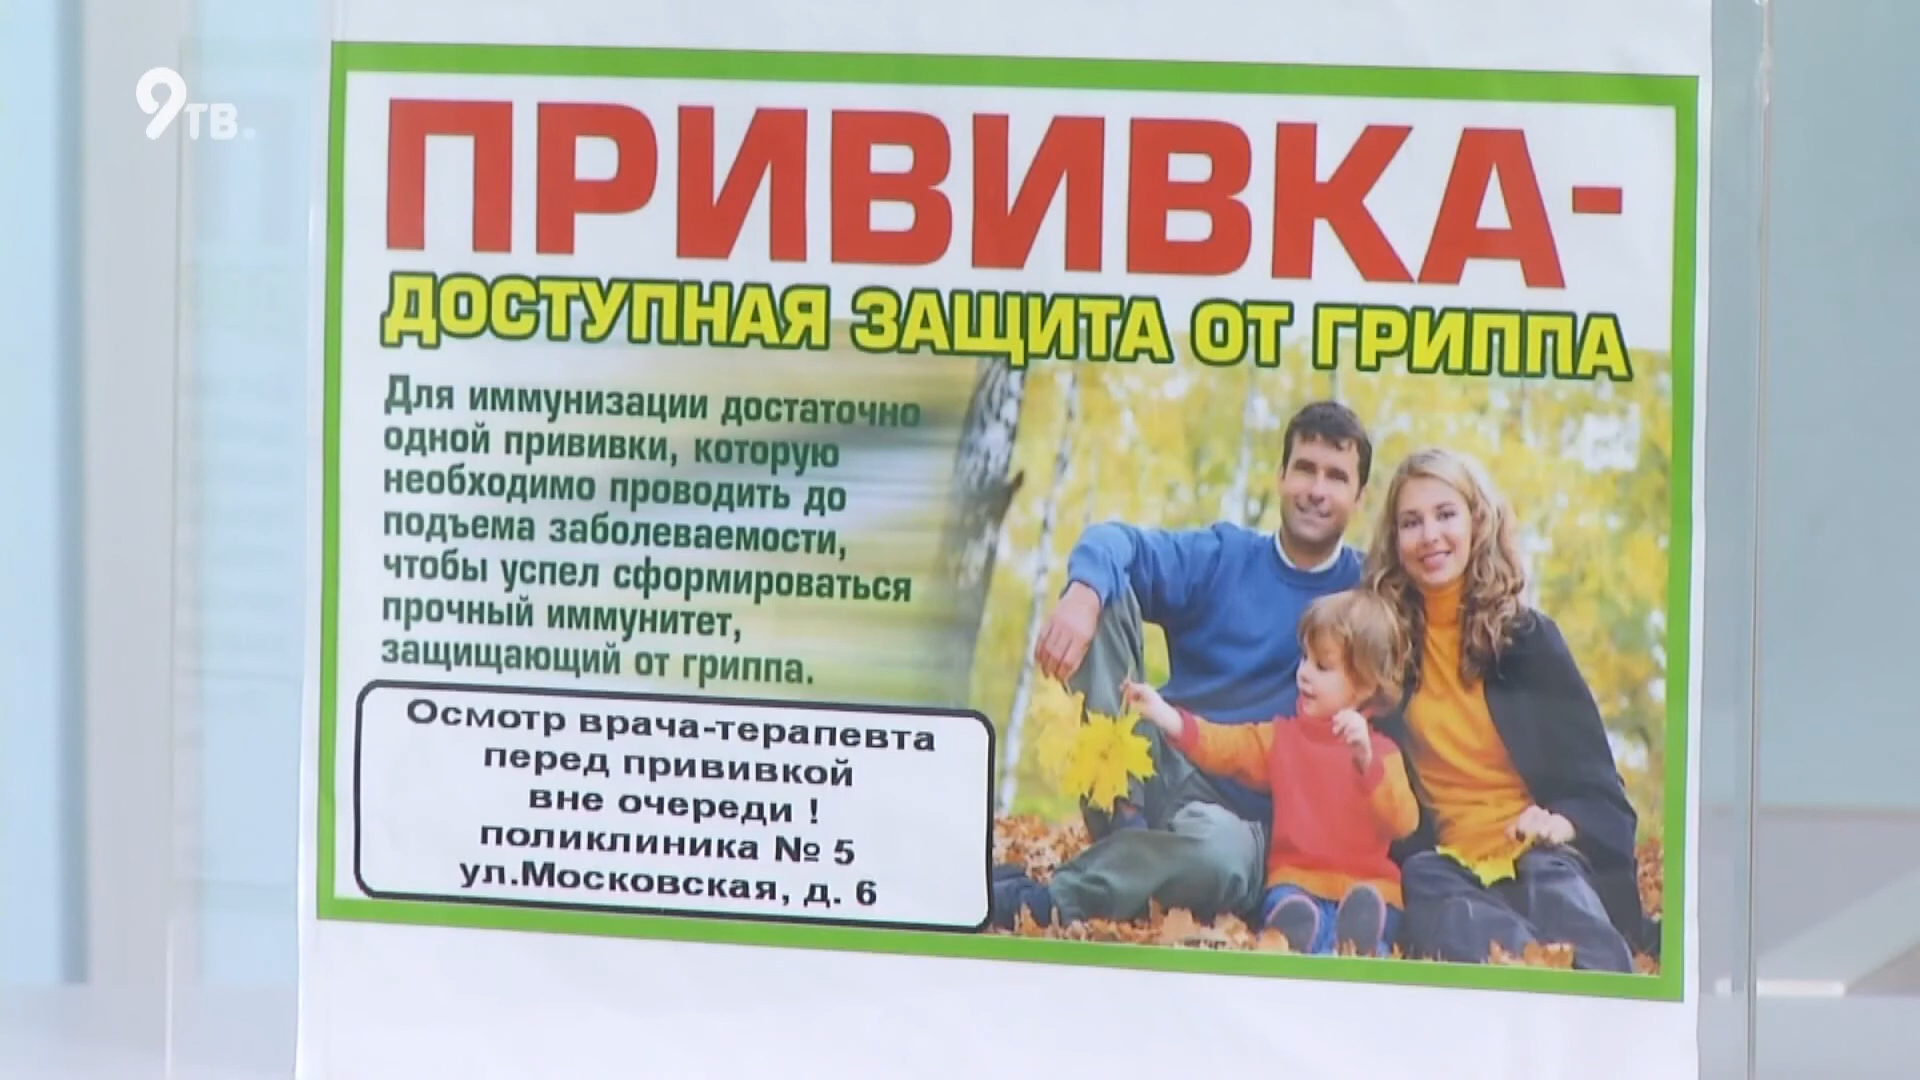 9ТВ.
ПРИВИВКА-
ДОСТУПНАЯ ЗАЩИТА ОТ ГРИППА
Для иммунизации достаточно
одной прививки, которую
необходимо проводить до
подъема заболеваемости,
чтобы успел сформироваться
прочный иммунитет,
защищающий от гриппа.
Осмотр врача-терапевта
перед прививкой
вне очереди !
поликлиника № 5
ул.Московская, д. 6